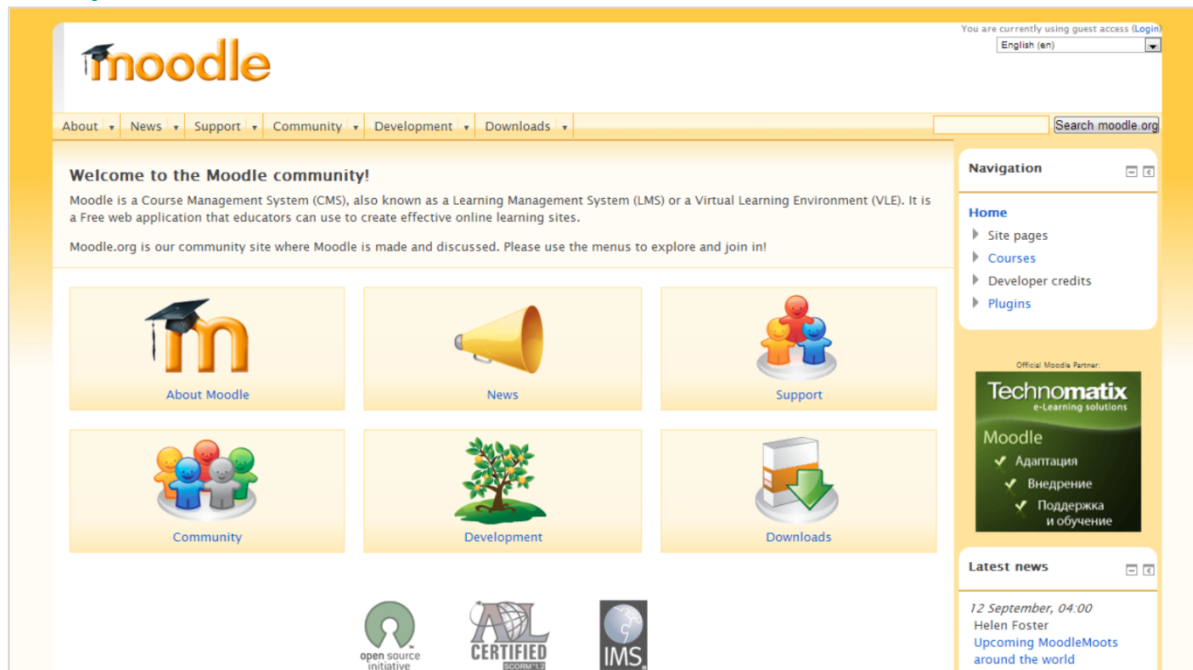 You are currently using guest access (Login)
moodle
English (en)
About News Support Community Development Downloads
Search moodle.org
Welcome to the Moodle community!
Moodle is a Course Management System (CMS), also known as a Learning Management System (LMS) or a Virtual Learning Environment (VLE). It is
a Free web application that educators can use to create effective online learning sites.
Moodle.org is our community site where Moodle is made and discussed. Please use the menus to explore and join in!
About Moodle
News
Support
Community
Development
Downloads
open source
initiative
AL
CERTIFIED
SCORM 1.2
IMS
Navigation
Home
Site pages
Courses
Developer credits
Plugins
Official Moodle Partner:
Technomatix
e-Learning solutions
Moodle
Адаптация
Внедрение
Поддержка
и обучение
Latest news
12 September, 04:00
Helen Foster
Upcoming MoodleMoots
around the world